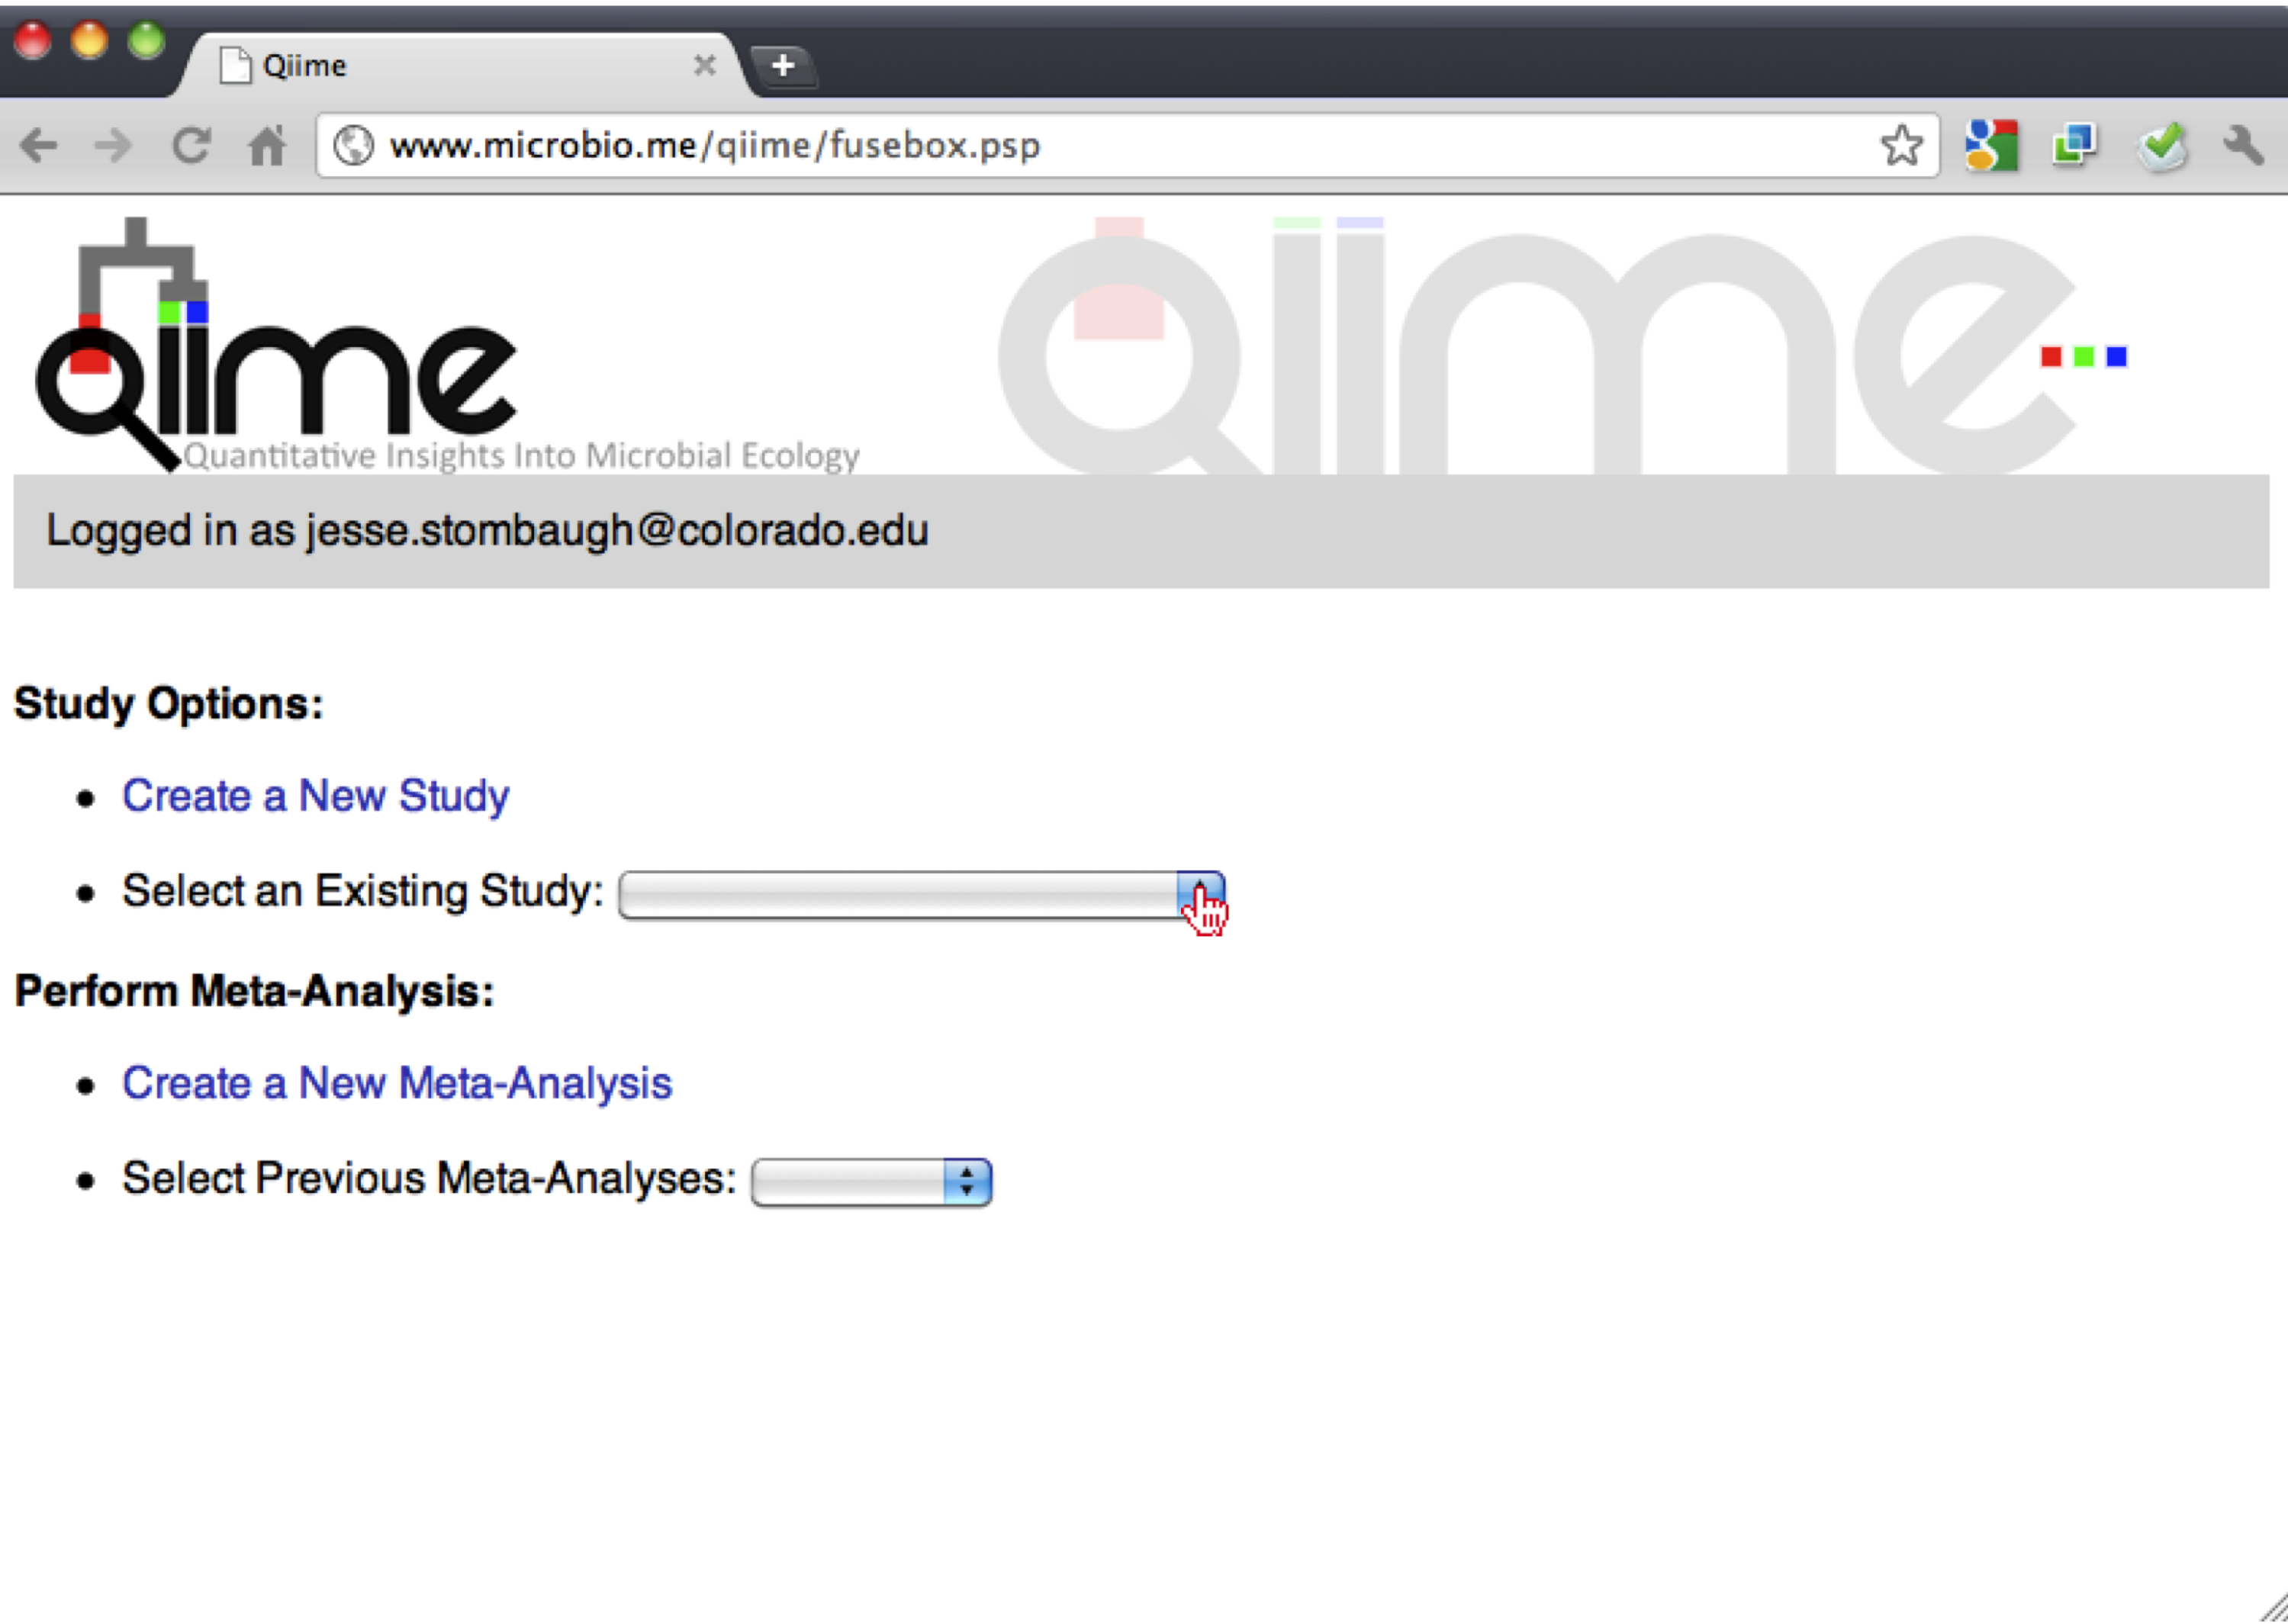 Qiime
www.microbio.me/qiime/fusebox.psp
Qiime
Qiime
Quantitative Insights Into Microbial Ecology
Logged in as jesse.stombaugh@colorado.edu
Study Options:
• Create a New Study
• Select an Existing Study:
Perform Meta-Analysis:
• Create a New Meta-Analysis
• Select Previous Meta-Analyses: